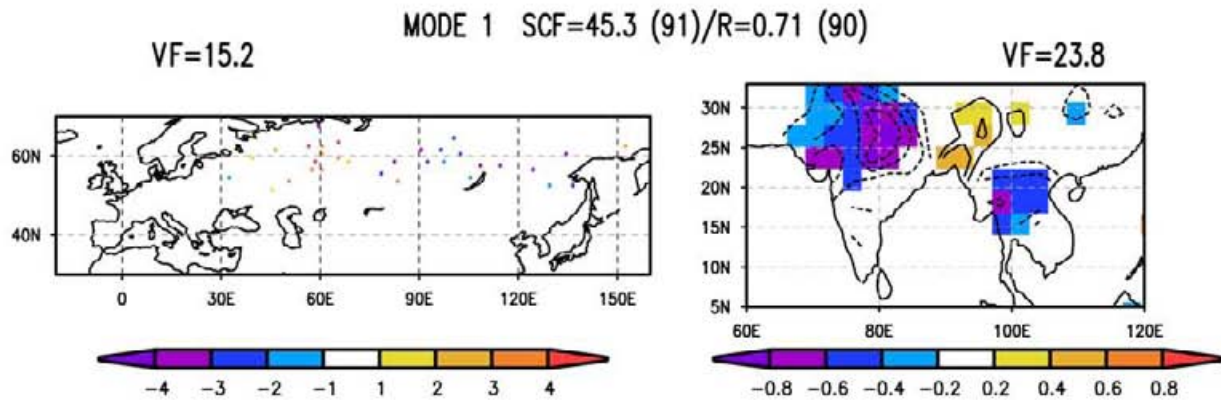 MODE 1 SCF=45.3 (91)/R=0.71 (90)
VF=15.2
VF=23.8
60N
40N
0 30E 60E 90E 120E 150E
30N
25N
20N
15N
10N
5N
60E 80E 100E 120E
-4 -3 -2 -1 1 2 3 4
-0.8 -0.6 -0.4 -0.2 0.2 0.4 0.6 0.8